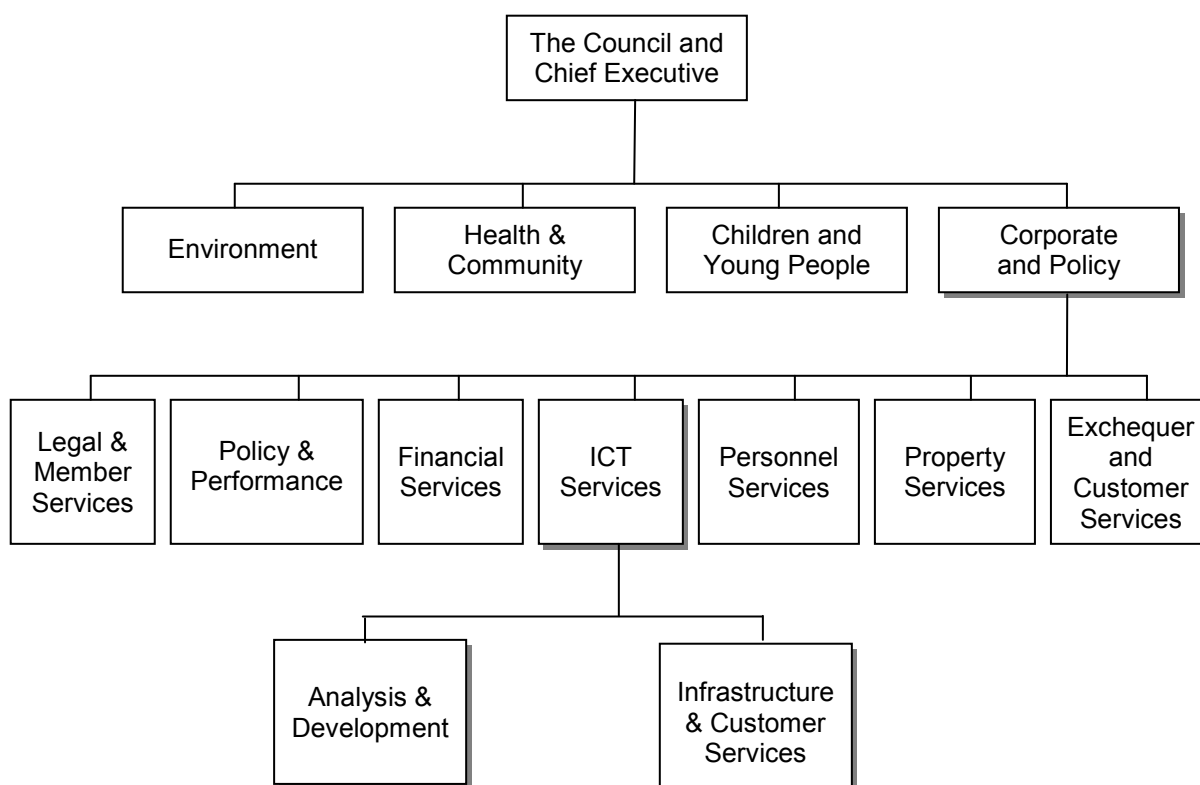 The Council and
Chief Executive
Environment
Health &
Community
Children and
Young People
Corporate
and Policy
Legal &
Member
Services
Policy &
Performance
Financial
Services
ICT
Services
Personnel
Services
Property
Services
Exchequer
and
Customer
Services
Analysis &
Development
Infrastructure
& Customer
Services